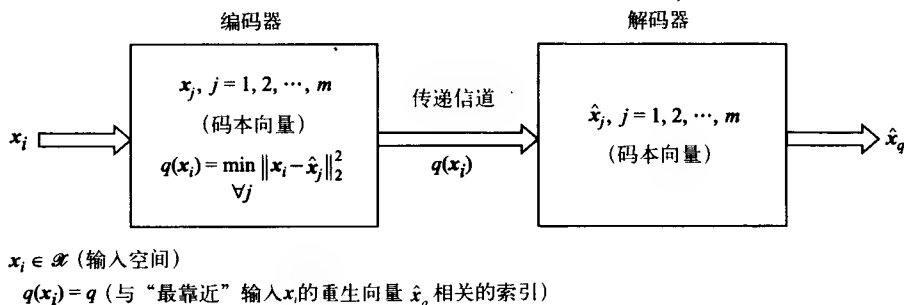 编码器
解码器
x_j, j = 1, 2, ⋯, m
(码本向量)
q(x_i) = min ‖x_i − x̂_j‖₂²
∀j
x_i
传递信道
q(x_i)
x̂_j, j = 1, 2, ⋯, m
(码本向量)
x̂_q
x_i ∈ 𝒳 (输入空间)
q(x_i) = q (与“最靠近”输入x_i的重生向量 x̂_q 相关的索引)